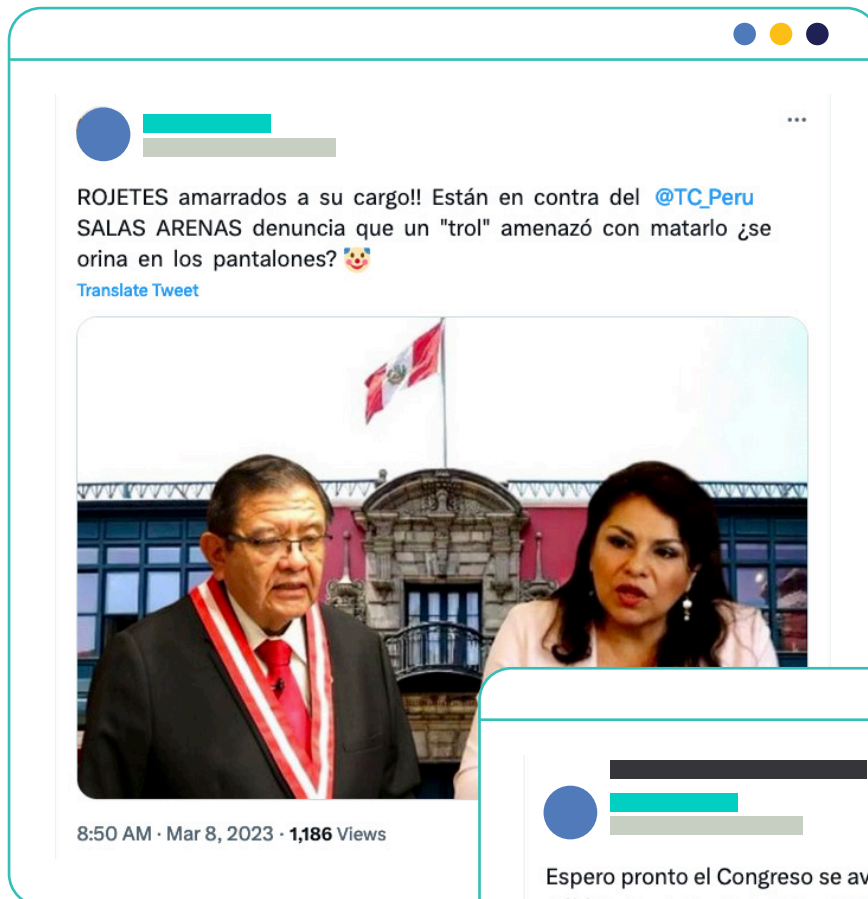 ROJETES amarrados a su cargo!! Están en contra del @TC_Peru
SALAS ARENAS denuncia que un "trol" amenazó con matarlo ¿se
orina en los pantalones? 🤡
Translate Tweet
8:50 AM · Mar 8, 2023 · 1,186 Views
Espero pronto el Congreso se av